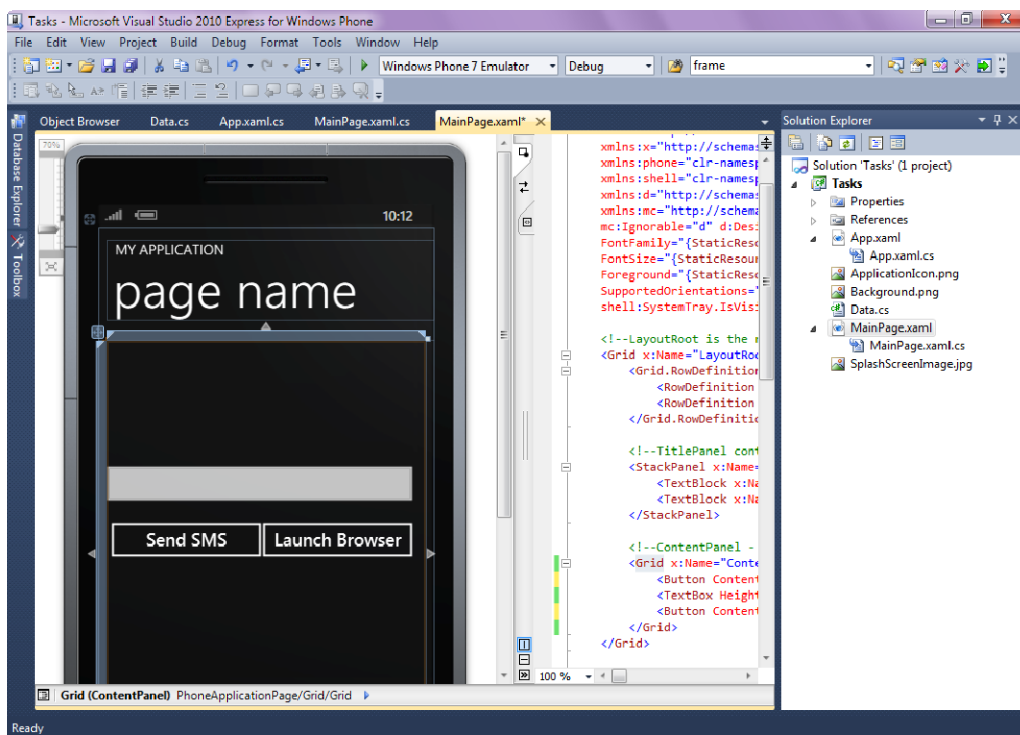 Tasks - Microsoft Visual Studio 2010 Express for Windows Phone
File Edit View Project Build Debug Format Tools Window Help
Windows Phone 7 Emulator Debug frame
Database Explorer
Toolbox
Object Browser Data.cs App.xaml.cs MainPage.xaml.cs MainPage.xaml*
70%
10:12
MY APPLICATION
page name
Send SMS Launch Browser
xmlns:x="http://schema
xmlns:phone="clr-namesp
xmlns:shell="clr-namesp
xmlns:d="http://schema
xmlns:mc="http://schema
mc:Ignorable="d" d:Desi
FontFamily="{StaticReso
FontSize="{StaticResour
Foreground="{StaticReso
SupportedOrientations="
shell:SystemTray.IsVisi
<!--LayoutRoot is the r
<Grid x:Name="LayoutRoo
<Grid.RowDefinition
<RowDefinition
<RowDefinition
</Grid.RowDefinitio
<!--TitlePanel cont
<StackPanel x:Name=
<TextBlock x:Na
<TextBlock x:Na
</StackPanel>
<!--ContentPanel -
<Grid x:Name="Conte
<Button Content
<TextBox Height
<Button Content
</Grid>
</Grid>
100 %
Grid (ContentPanel) PhoneApplicationPage/Grid/Grid
Solution Explorer
Solution 'Tasks' (1 project)
Tasks
Properties
References
App.xaml
App.xaml.cs
ApplicationIcon.png
Background.png
Data.cs
MainPage.xaml
MainPage.xaml.cs
SplashScreenImage.jpg
Ready